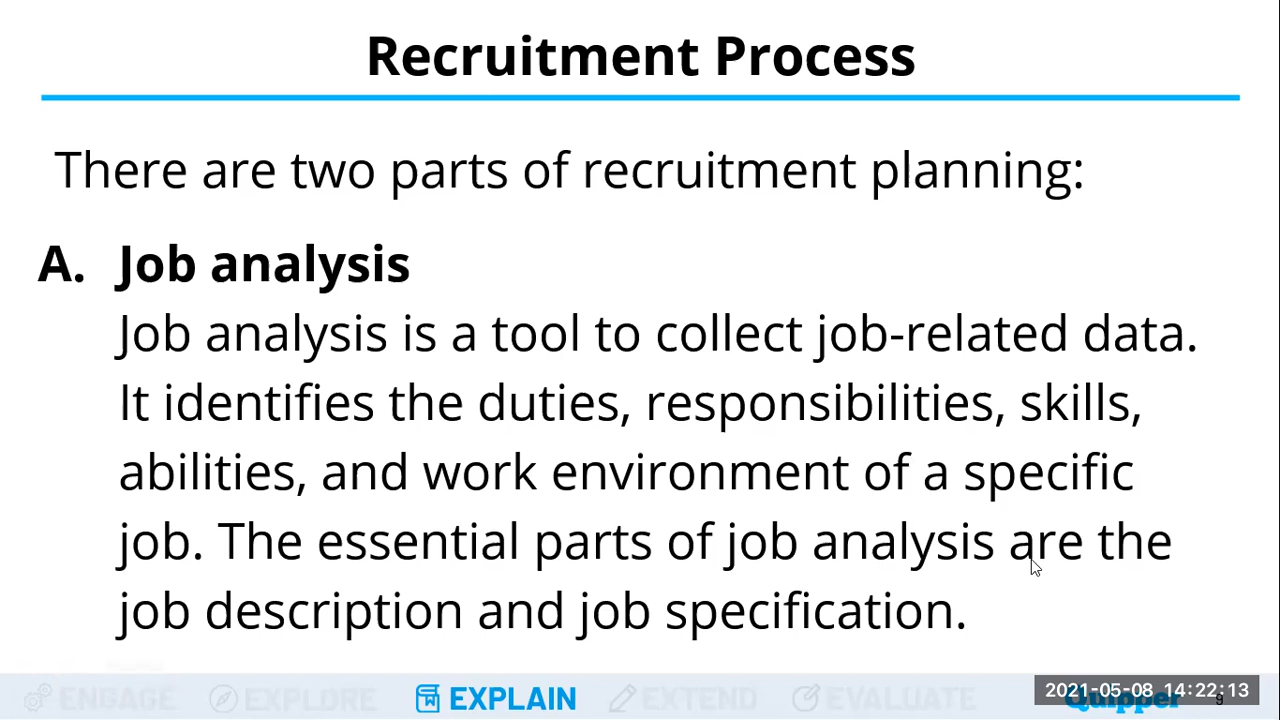 Recruitment Process
There are two parts of recruitment planning:
A. Job analysis
Job analysis is a tool to collect job-related data.
It identifies the duties, responsibilities, skills,
abilities, and work environment of a specific
job. The essential parts of job analysis are the
job description and job specification.
ENGAGE EXPLORE EXPLAIN EXTEND EVALUATE Quipper 9
2021-05-08 14:22:13